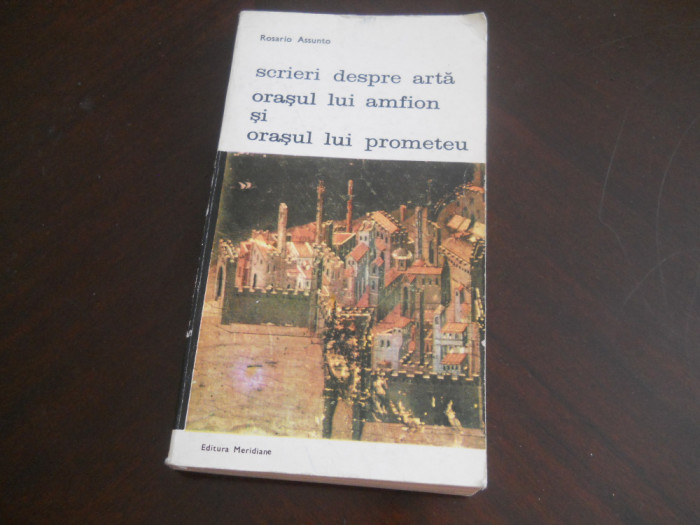 Rosario Assunto
scrieri despre artă
orașul lui amfion
și
orașul lui prometeu
Editura Meridiane